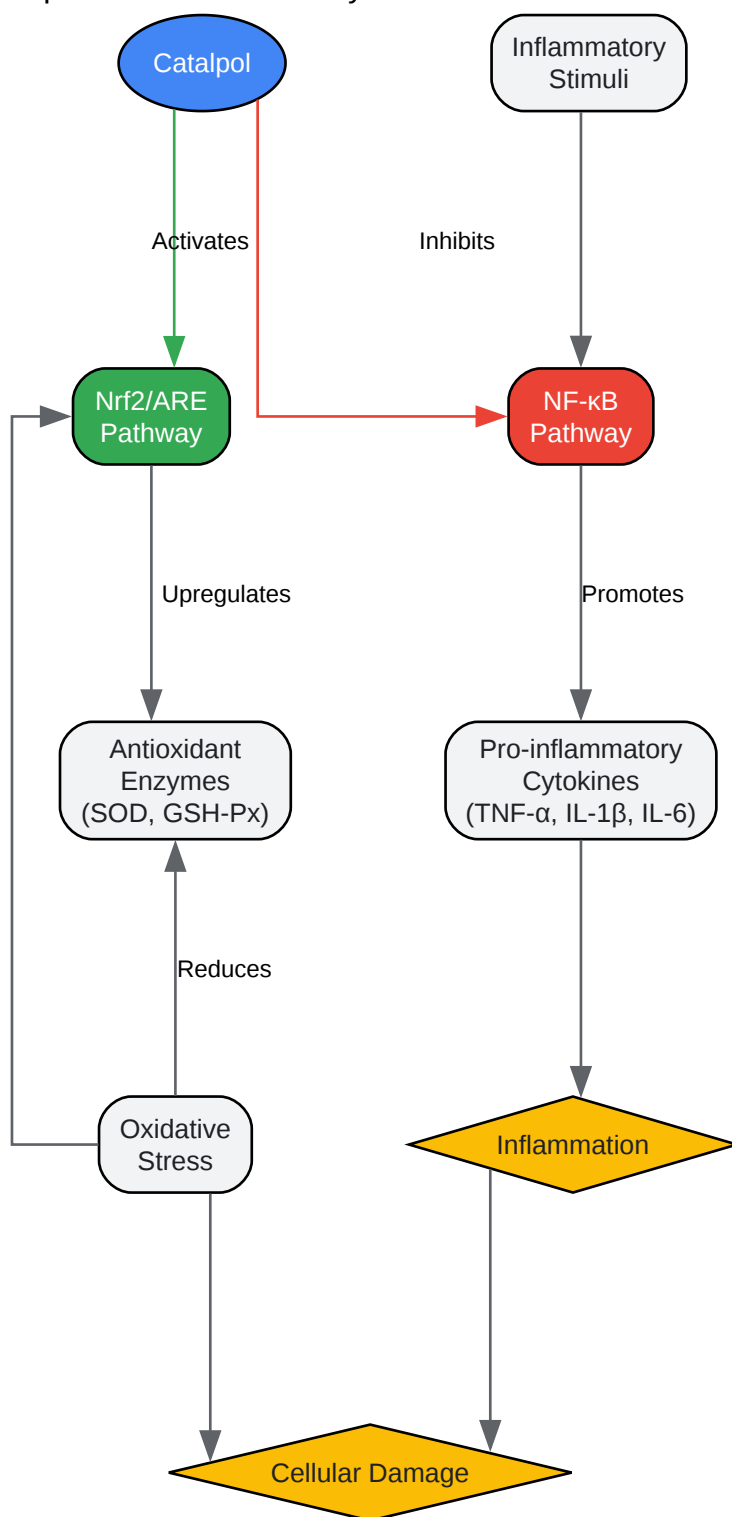 Catalpol
Inflammatory
Stimuli
Activates
Inhibits
Nrf2/ARE
Pathway
NF-κB
Pathway
Upregulates
Promotes
Antioxidant
Enzymes
(SOD, GSH-Px)
Pro-inflammatory
Cytokines
(TNF-α, IL-1β, IL-6)
Reduces
Oxidative
Stress
Inflammation
Cellular Damage